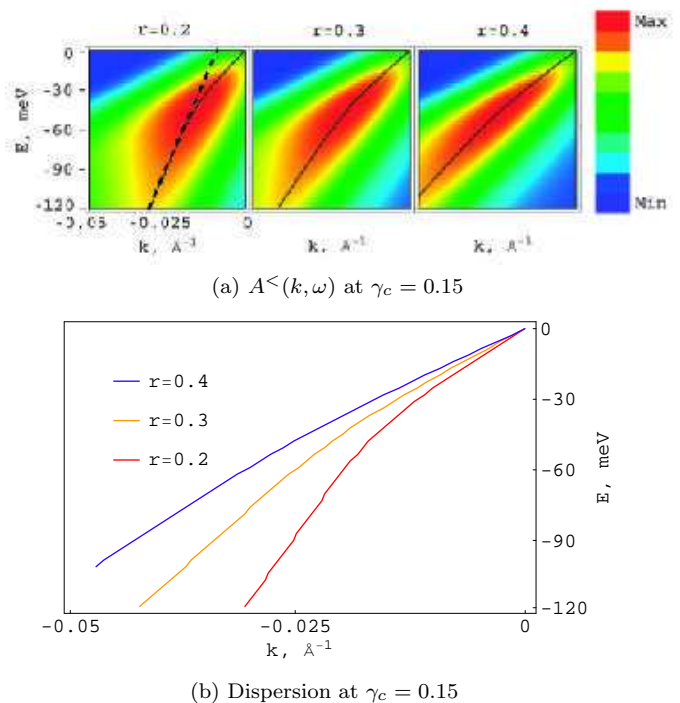 r=0.2 r=0.3 r=0.4
Max
0
-30
-60
-90
-120
E, meV
Min
-0.05 -0.025 0
k, Å⁻¹ k, Å⁻¹ k, Å⁻¹
(a) A<(k, ω) at γc = 0.15
r=0.4
r=0.3
r=0.2
0
-30
-60
-90
-120
E, meV
-0.05 -0.025 0
k, Å⁻¹
(b) Dispersion at γc = 0.15